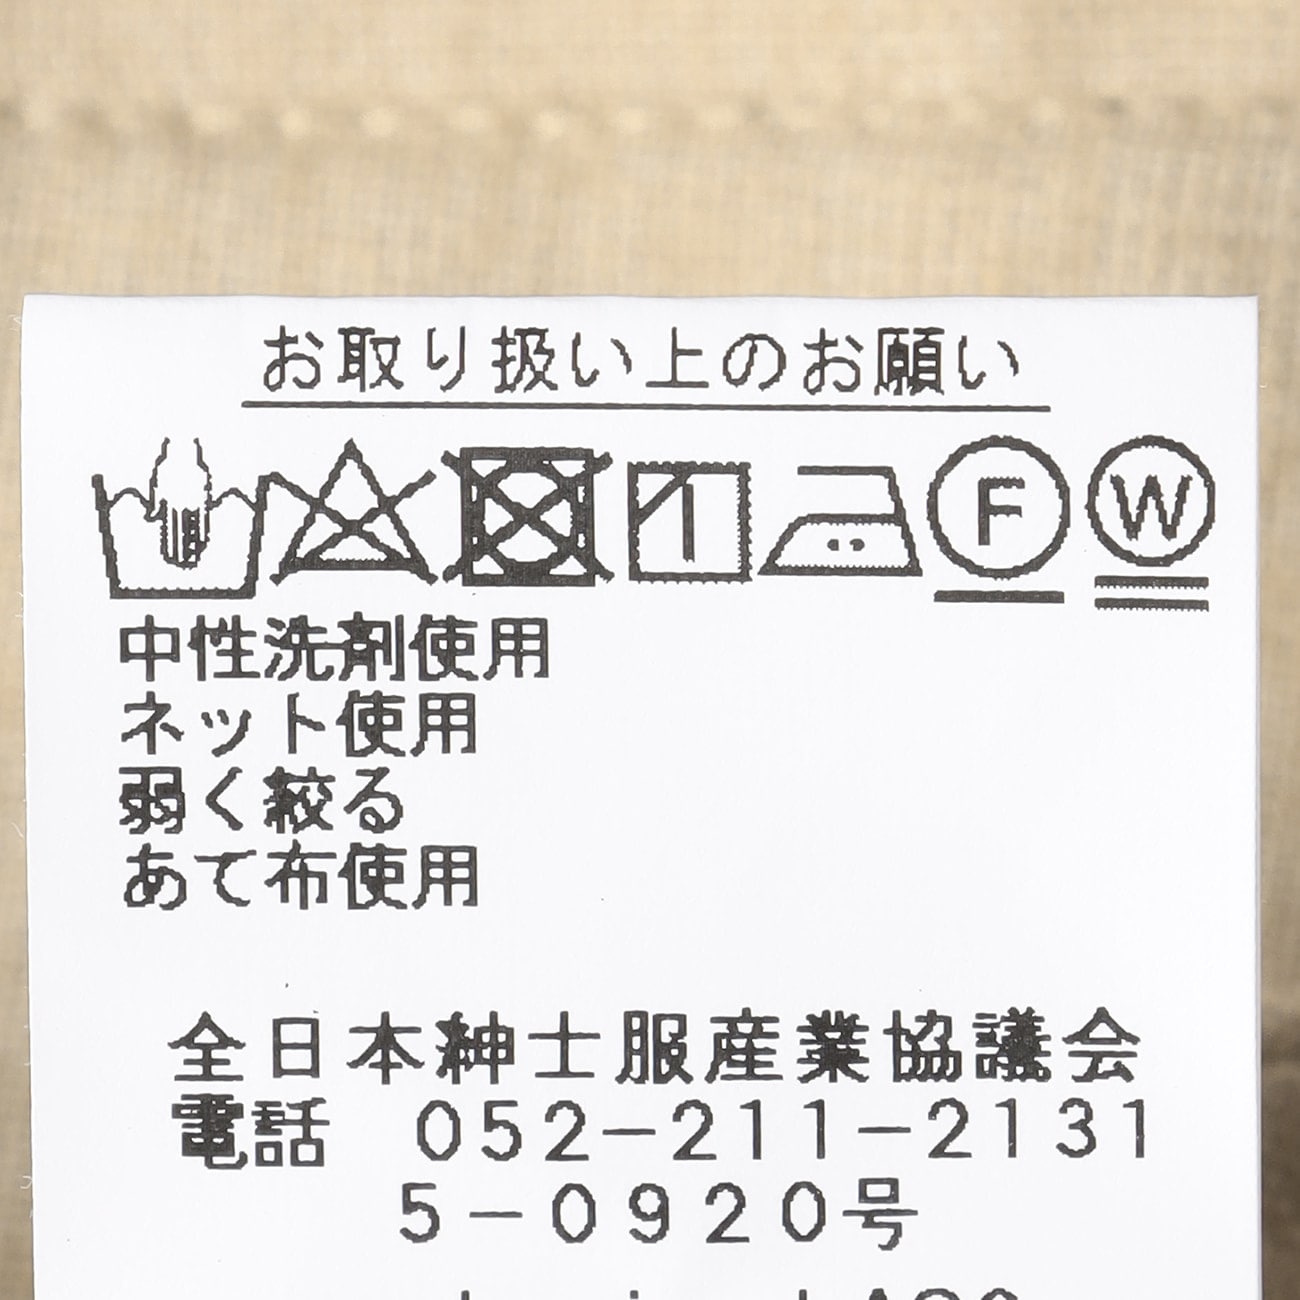 お取り扱い上のお願い
F W
中性洗剤使用
ネット使用
弱く絞る
あて布使用
全日本紳士服産業協議会
電話 052-211-2131
5-0920号